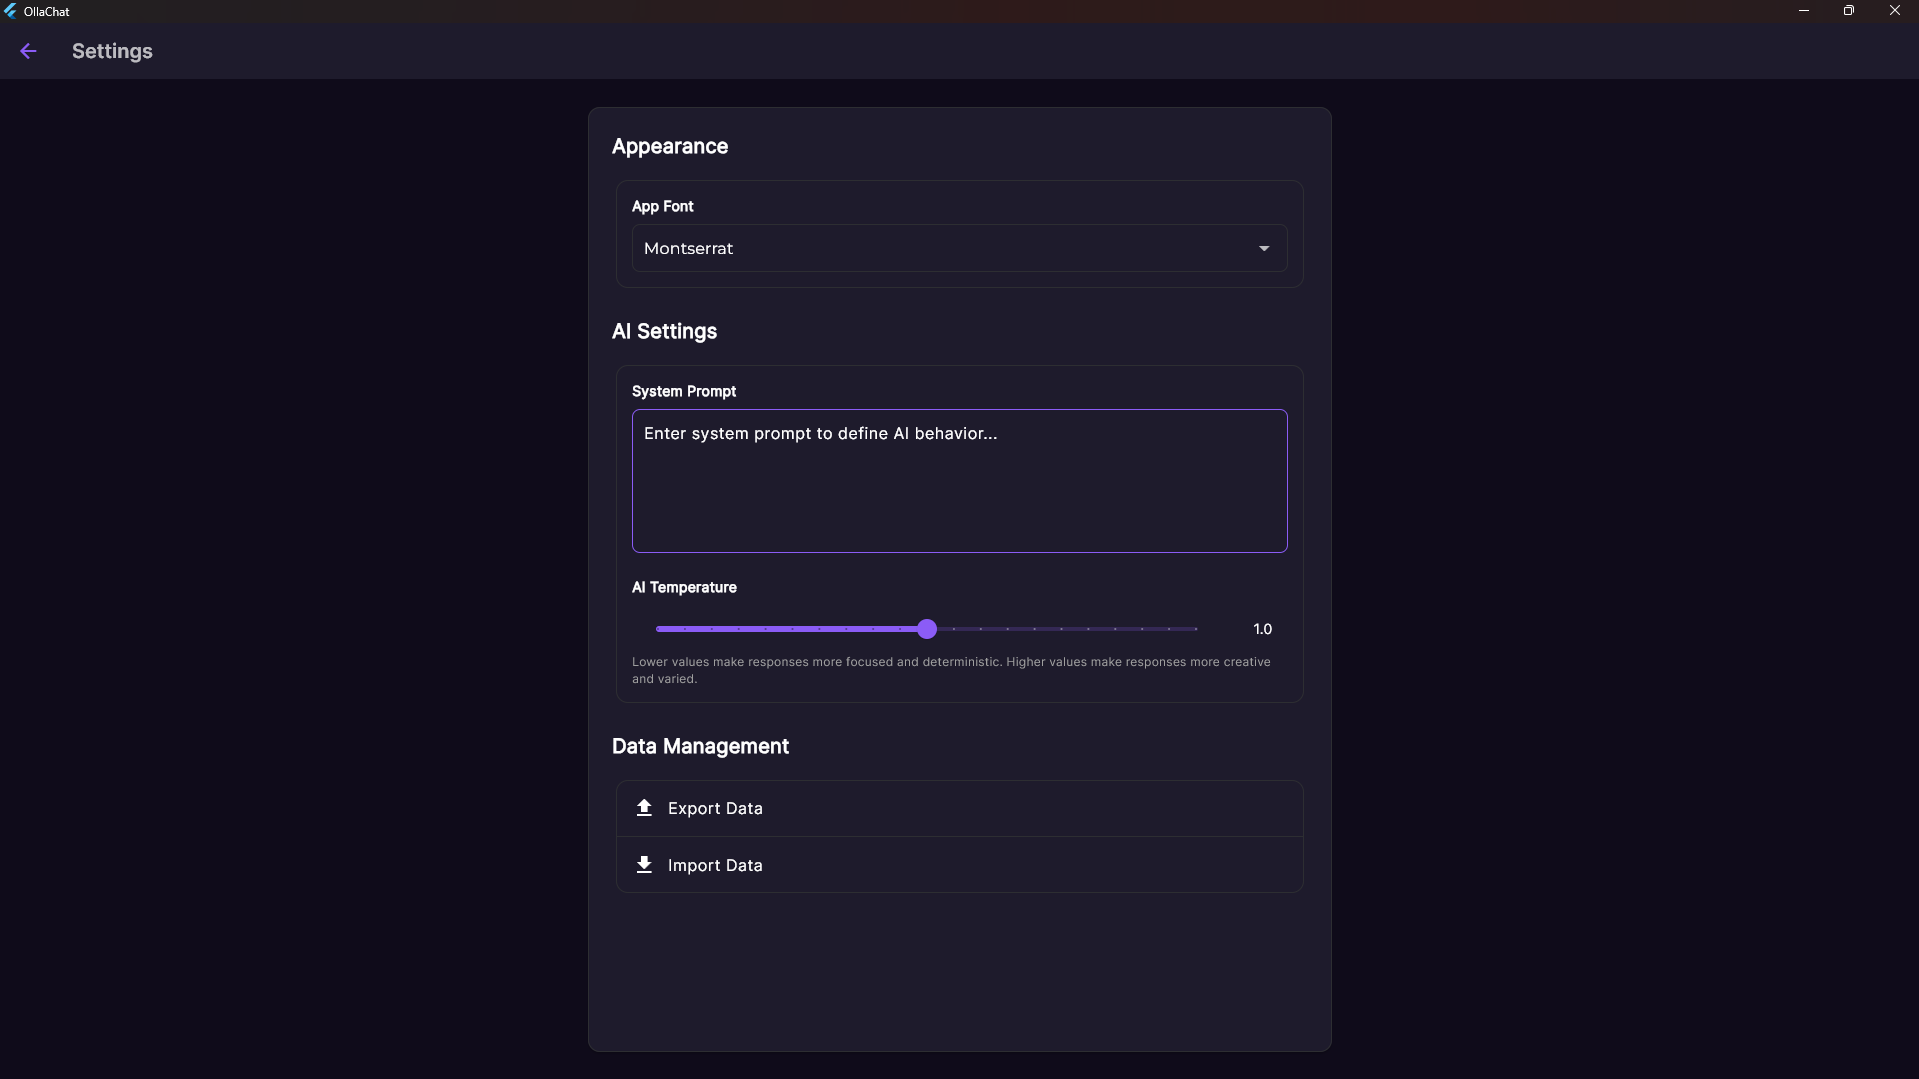 OllaChat
Settings
Appearance
App Font
Montserrat
AI Settings
System Prompt
Enter system prompt to define AI behavior...
AI Temperature
1.0
Lower values make responses more focused and deterministic. Higher values make responses more creative
and varied.
Data Management
Export Data
Import Data